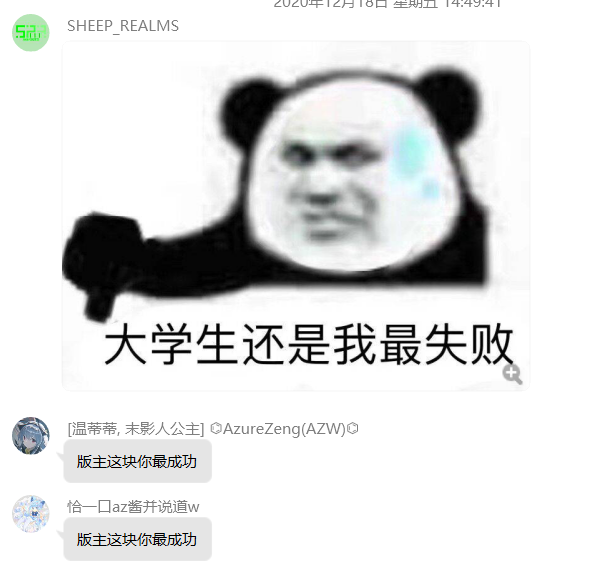 2020年12月18日 星期五 14:49:41
SHEEP_REALMS
大学生还是我最失败
[温蒂蒂, 末影人公主] ⌬AzureZeng(AZW)⌬
版主这块你最成功
恰一口az酱并说道w
版主这块你最成功